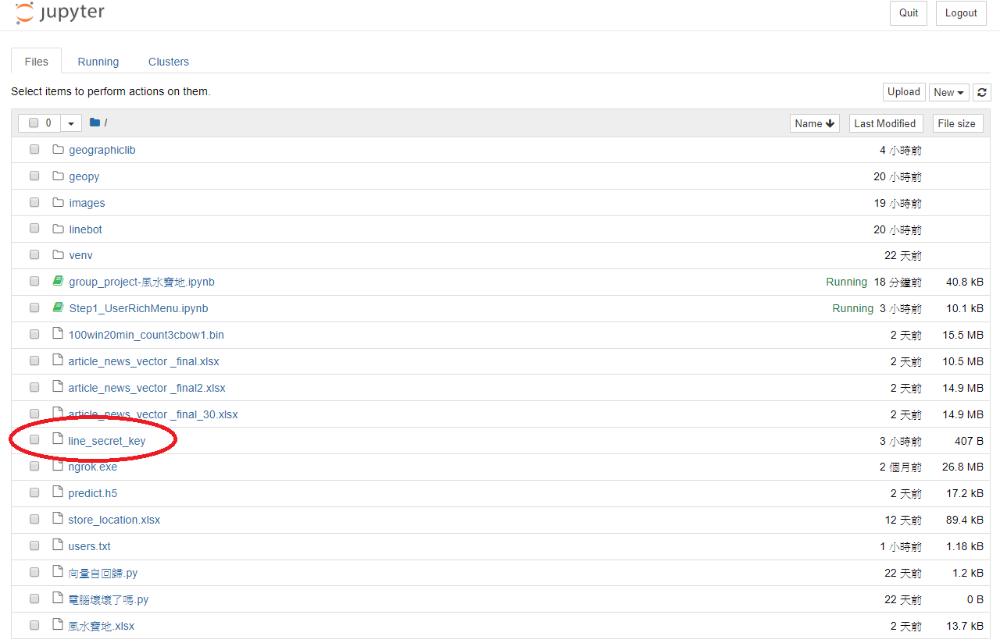 jupyter
Quit
Logout
Files
Running
Clusters
Select items to perform actions on them.
Upload
New
0
/
Name
Last Modified
File size
geographiclib 4 小時前
geopy 20 小時前
images 19 小時前
linebot 20 小時前
venv 22 天前
group_project-風水寶地.ipynb Running 18 分鐘前 40.8 kB
Step1_UserRichMenu.ipynb Running 3 小時前 10.1 kB
100win20min_count3cbow1.bin 2 天前 15.5 MB
article_news_vector _final.xlsx 2 天前 10.5 MB
article_news_vector _final2.xlsx 2 天前 14.9 MB
article_news_vector _final_30.xlsx 2 天前 14.9 MB
line_secret_key 3 小時前 407 B
ngrok.exe 2 個月前 26.8 MB
predict.h5 2 天前 17.2 kB
store_location.xlsx 12 天前 89.4 kB
users.txt 1 小時前 1.18 kB
向量自回歸.py 22 天前 1.2 kB
電腦壞壞了嗎.py 22 天前 0 B
風水寶地.xlsx 2 天前 13.7 kB